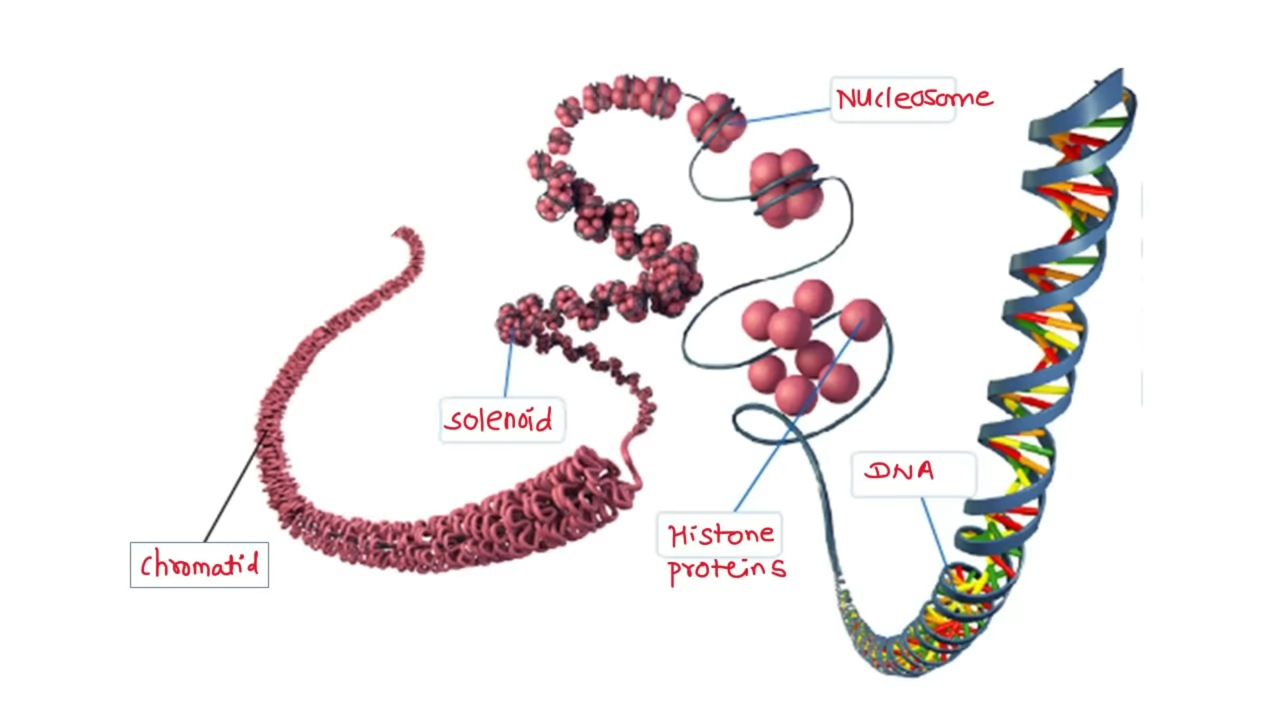 Nucleosome
solenoid
DNA
Histone
proteins
chromatid